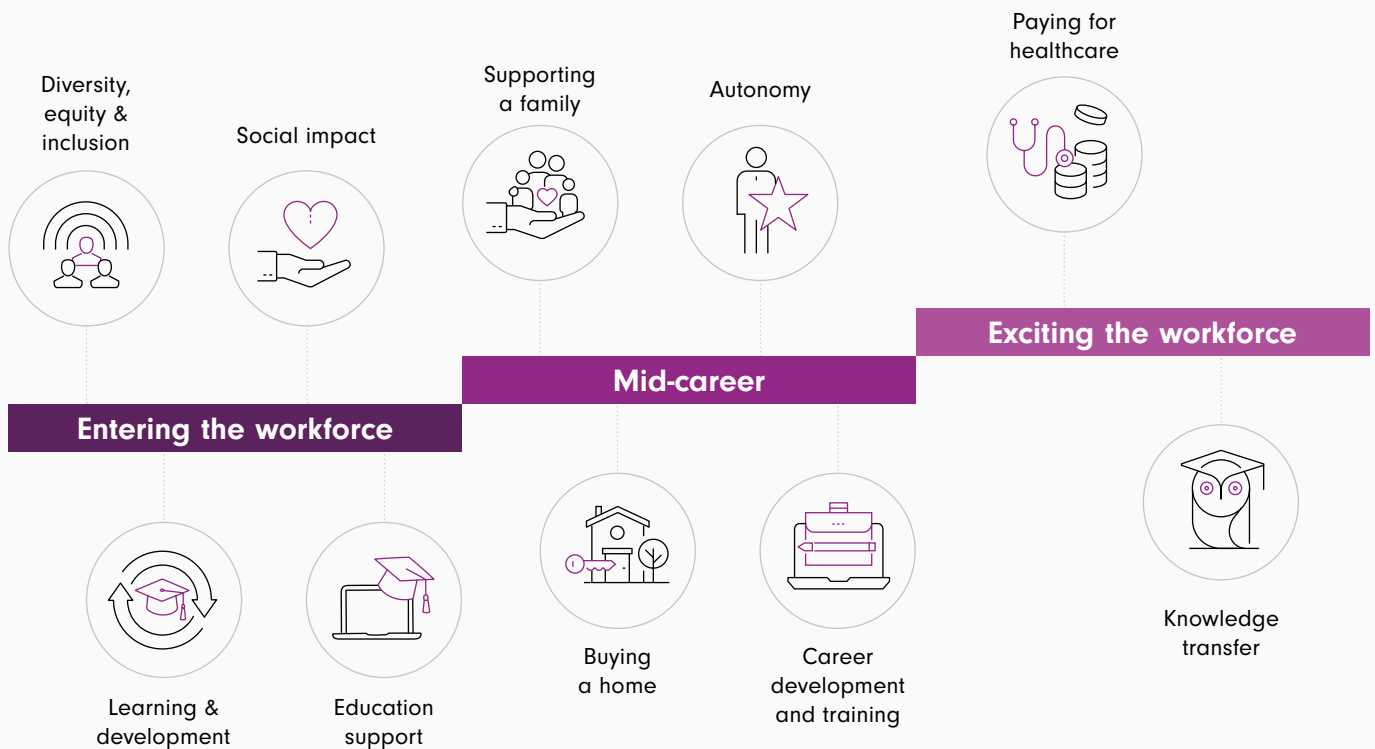 Diversity,
equity &
inclusion
Social impact
Supporting
a family
Autonomy
Paying for
healthcare
Exciting the workforce
Mid-career
Entering the workforce
Learning &
development
Education
support
Buying
a home
Career
development
and training
Knowledge
transfer